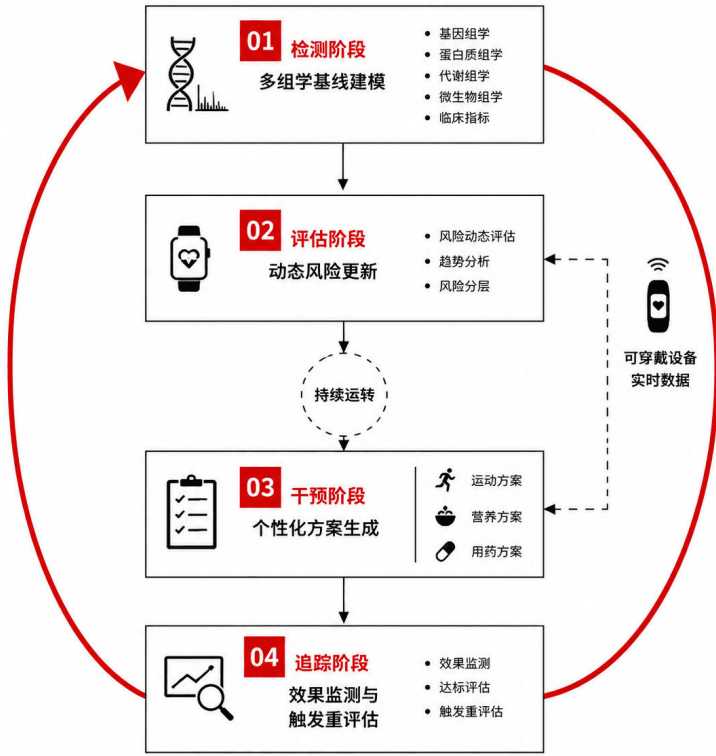 01 检测阶段
多组学基线建模
基因组学
蛋白质组学
代谢组学
微生物组学
临床指标
02 评估阶段
动态风险更新
风险动态评估
趋势分析
风险分层
可穿戴设备
实时数据
持续运转
03 干预阶段
个性化方案生成
运动方案
营养方案
用药方案
04 追踪阶段
效果监测与
触发重评估
效果监测
达标评估
触发重评估